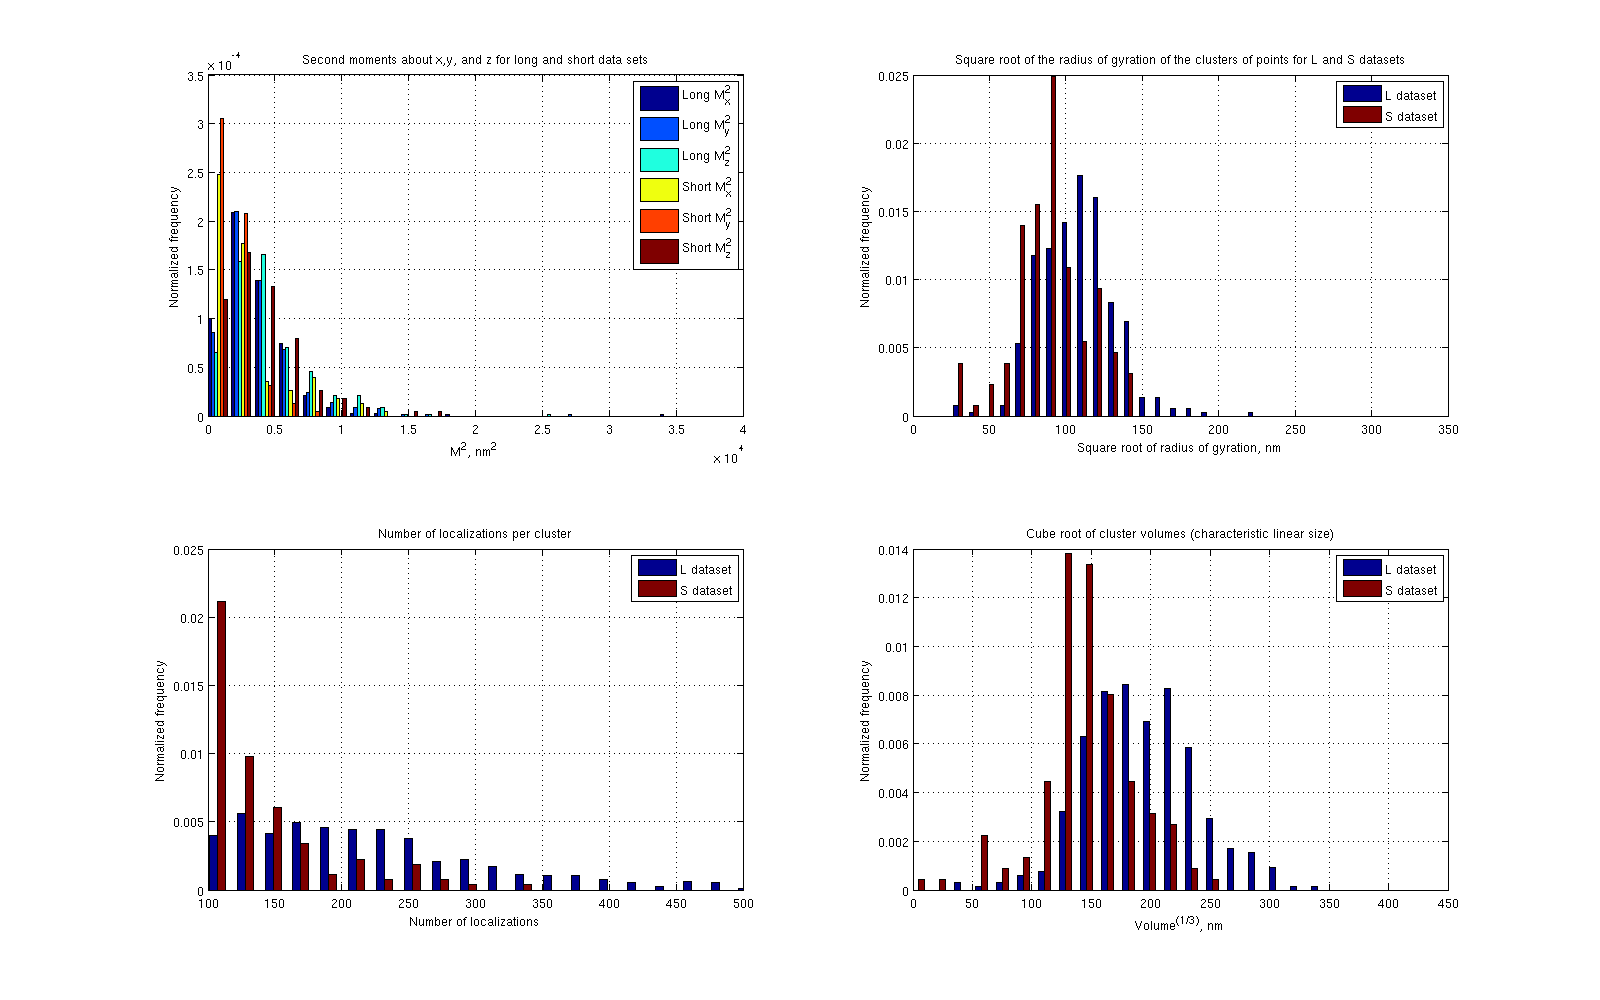 Second moments about x,y, and z for long and short data sets
x 10^-4
3.5
3
2.5
2
1.5
1
0.5
0
Normalized frequency
Long M_x^2
Long M_y^2
Long M_z^2
Short M_x^2
Short M_y^2
Short M_z^2
0 0.5 1 1.5 2 2.5 3 3.5 4
M^2, nm^2
x 10^4
Square root of the radius of gyration of the clusters of points for L and S datasets
0.025
0.02
0.015
0.01
0.005
0
Normalized frequency
L dataset
S dataset
0 50 100 150 200 250 300 350
Square root of radius of gyration, nm
Number of localizations per cluster
0.025
0.02
0.015
0.01
0.005
0
Normalized frequency
L dataset
S dataset
100 150 200 250 300 350 400 450 500
Number of localizations
Cube root of cluster volumes (characteristic linear size)
0.014
0.012
0.01
0.008
0.006
0.004
0.002
0
Normalized frequency
L dataset
S dataset
0 50 100 150 200 250 300 350 400 450
Volume^(1/3), nm